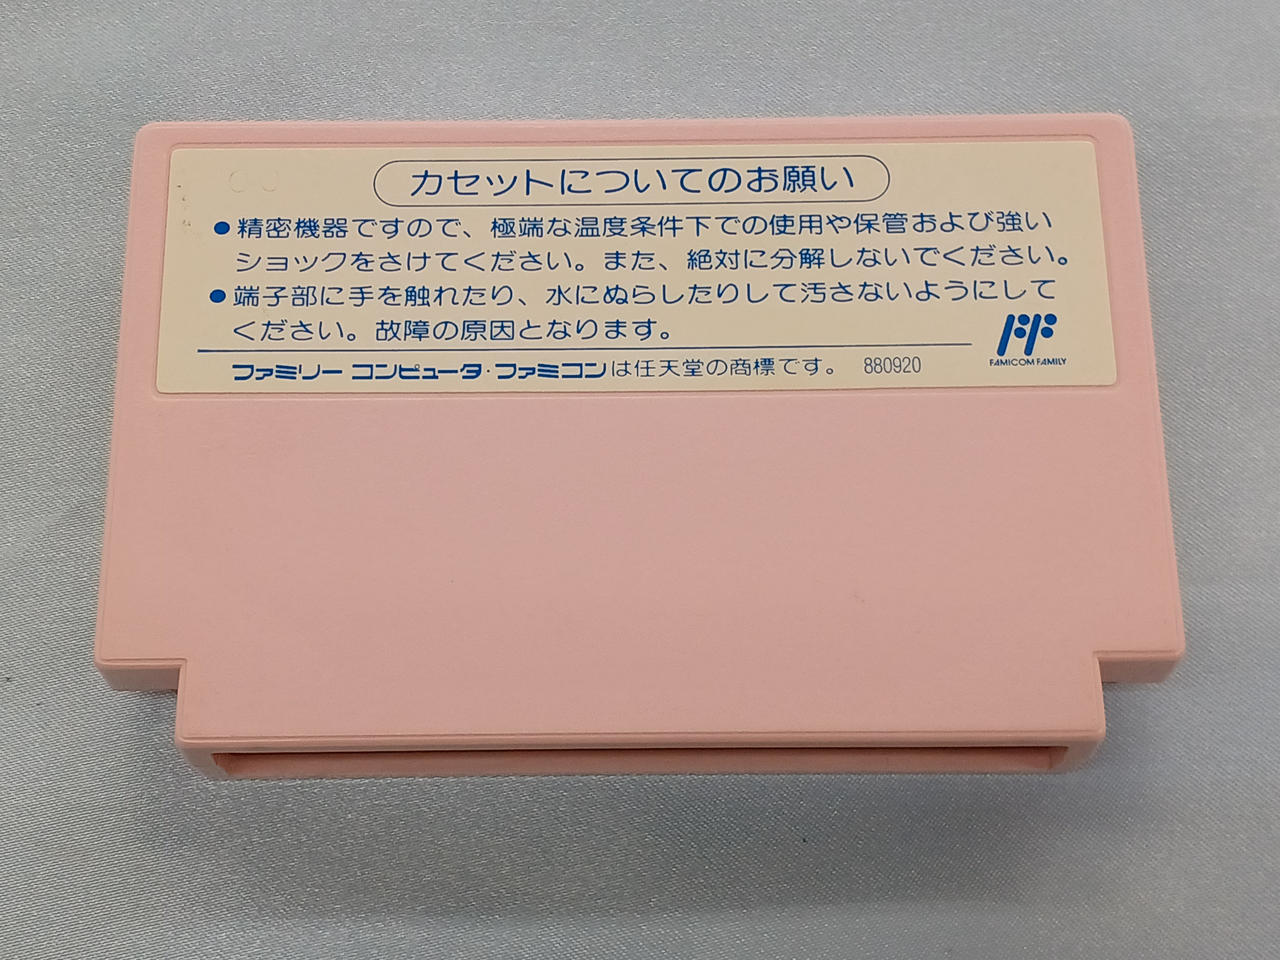 カセットについてのお願い
●精密機器ですので、極端な温度条件下での使用や保管および強い
ショックをさけてください。また、絶対に分解しないでください。
●端子部に手を触れたり、水にぬらしたりして汚さないようにして
ください。故障の原因となります。
ファミリー コンピュータ・ファミコンは任天堂の商標です。 880920
FAMICOM FAMILY